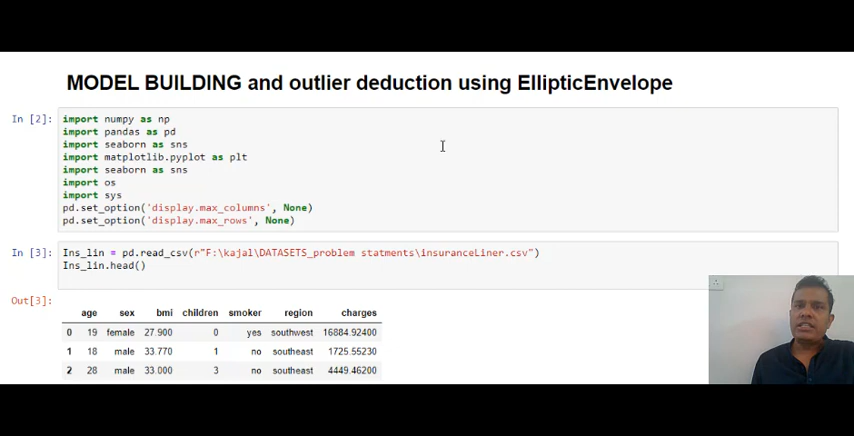 MODEL BUILDING and outlier deduction using EllipticEnvelope
In [2]:
import numpy as np
import pandas as pd
import seaborn as sns
import matplotlib.pyplot as plt
import seaborn as sns
import os
import sys
pd.set_option('display.max_columns', None)
pd.set_option('display.max_rows', None)
In [3]:
Ins_lin = pd.read_csv(r"F:\kajal\DATASETS_problem statments\insuranceLiner.csv")
Ins_lin.head()
Out[3]:
age sex bmi children smoker region charges
0 19 female 27.900 0 yes southwest 16884.92400
1 18 male 33.770 1 no southeast 1725.55230
2 28 male 33.000 3 no southeast 4449.46200